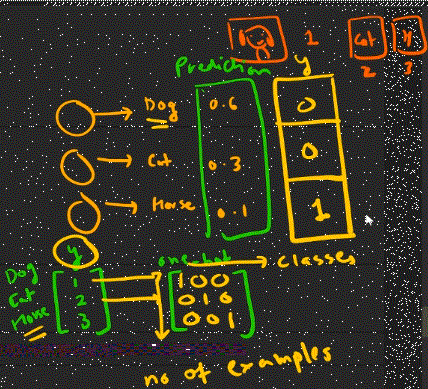 1 Cat y
2 3
Prediction y
Dog 0.6 0
Cat 0.3 0
Horse 0.1 1
y one hot → classes
Dog 1 1 0 0
Cat 2 0 1 0
Horse 3 0 0 1
no of examples